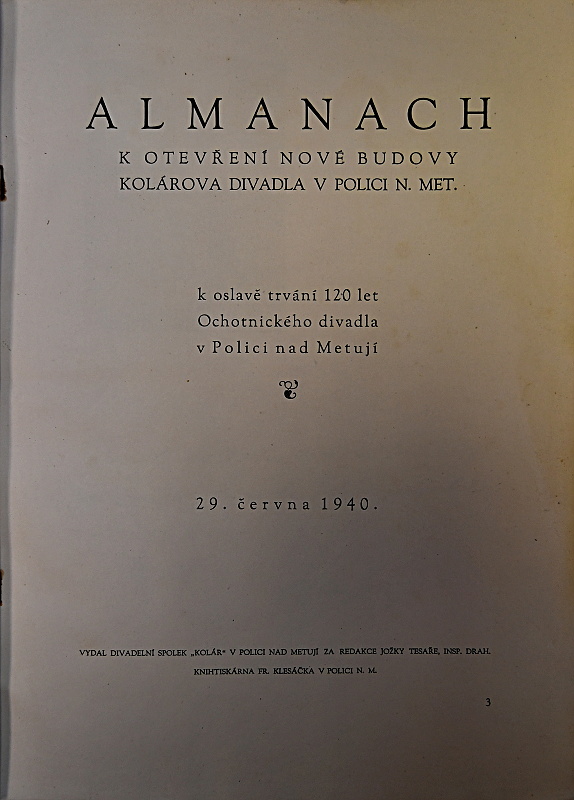 ALMANACH
K OTEVŘENÍ NOVÉ BUDOVY
KOLÁROVA DIVADLA V POLICI N. MET.
k oslavě trvání 120 let
Ochotnického divadla
v Polici nad Metují
29. června 1940.
VYDAL DIVADELNÍ SPOLEK „KOLÁR“ V POLICI NAD METUJÍ ZA REDAKCE JOŽKY TESAŘE, INSP. DRAH.
KNIHTISKÁRNA FR. KLESÁČKA V POLICI N. M.
3